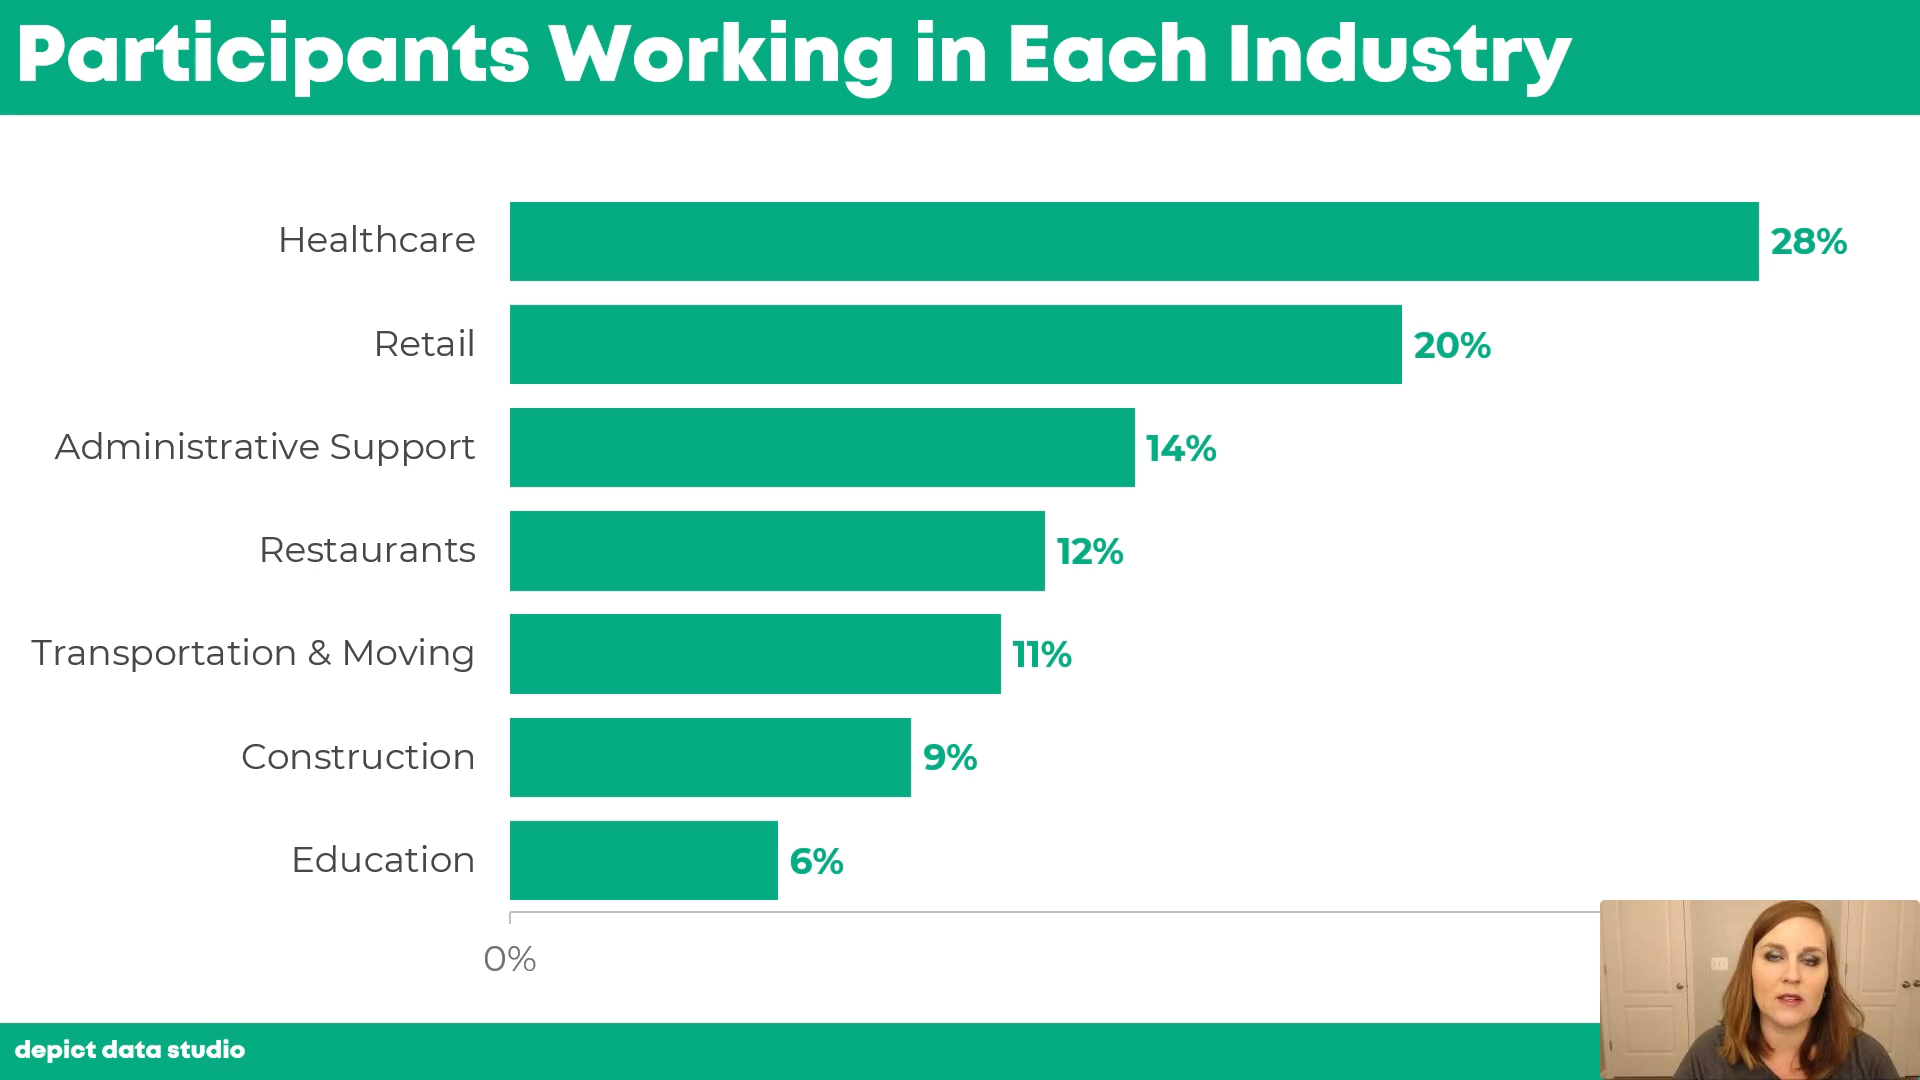 Participants Working in Each Industry
Healthcare 28%
Retail 20%
Administrative Support 14%
Restaurants 12%
Transportation & Moving 11%
Construction 9%
Education 6%
0%
depict data studio